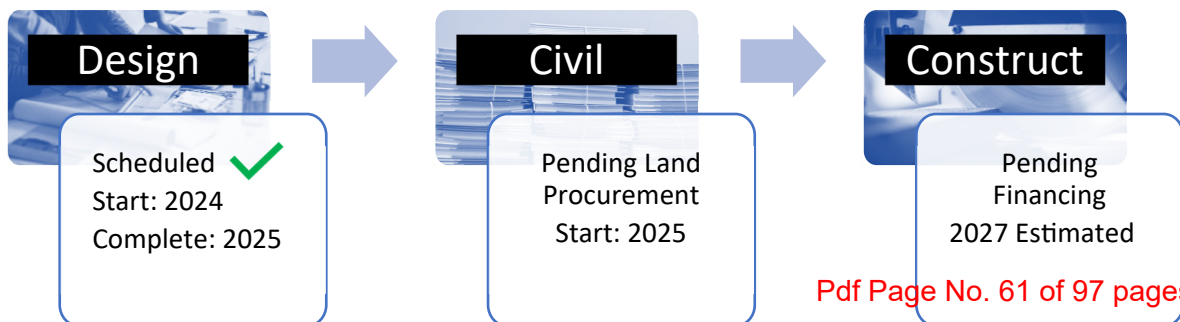 Design
Scheduled
Start: 2024
Complete: 2025
Civil
Pending Land
Procurement
Start: 2025
Construct
Pending
Financing
2027 Estimated
Pdf Page No. 61 of 97 pages